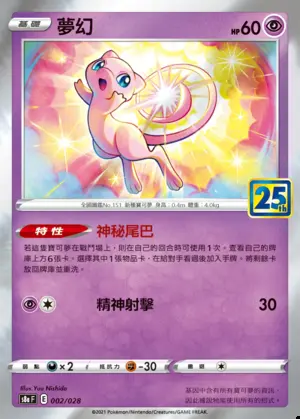 基礎 夢幻 HP60
全國圖鑑No.151 新種寶可夢 身高:0.4m 體重:4.0kg
25th
特性 神秘尾巴
若這隻寶可夢在戰鬥場上,則在自己的回合時可使用1次。查看自己的牌
庫上方6張卡,選擇其中1張物品卡,在給對手看過後加入手牌。將剩餘卡
放回牌庫並重洗。
精神射擊 30
弱點 ×2 抵抗力 -30 撤退
Illus. Yuu Nishida
s8a F E 002/028
©2021 Pokémon/Nintendo/Creatures/GAME FREAK.